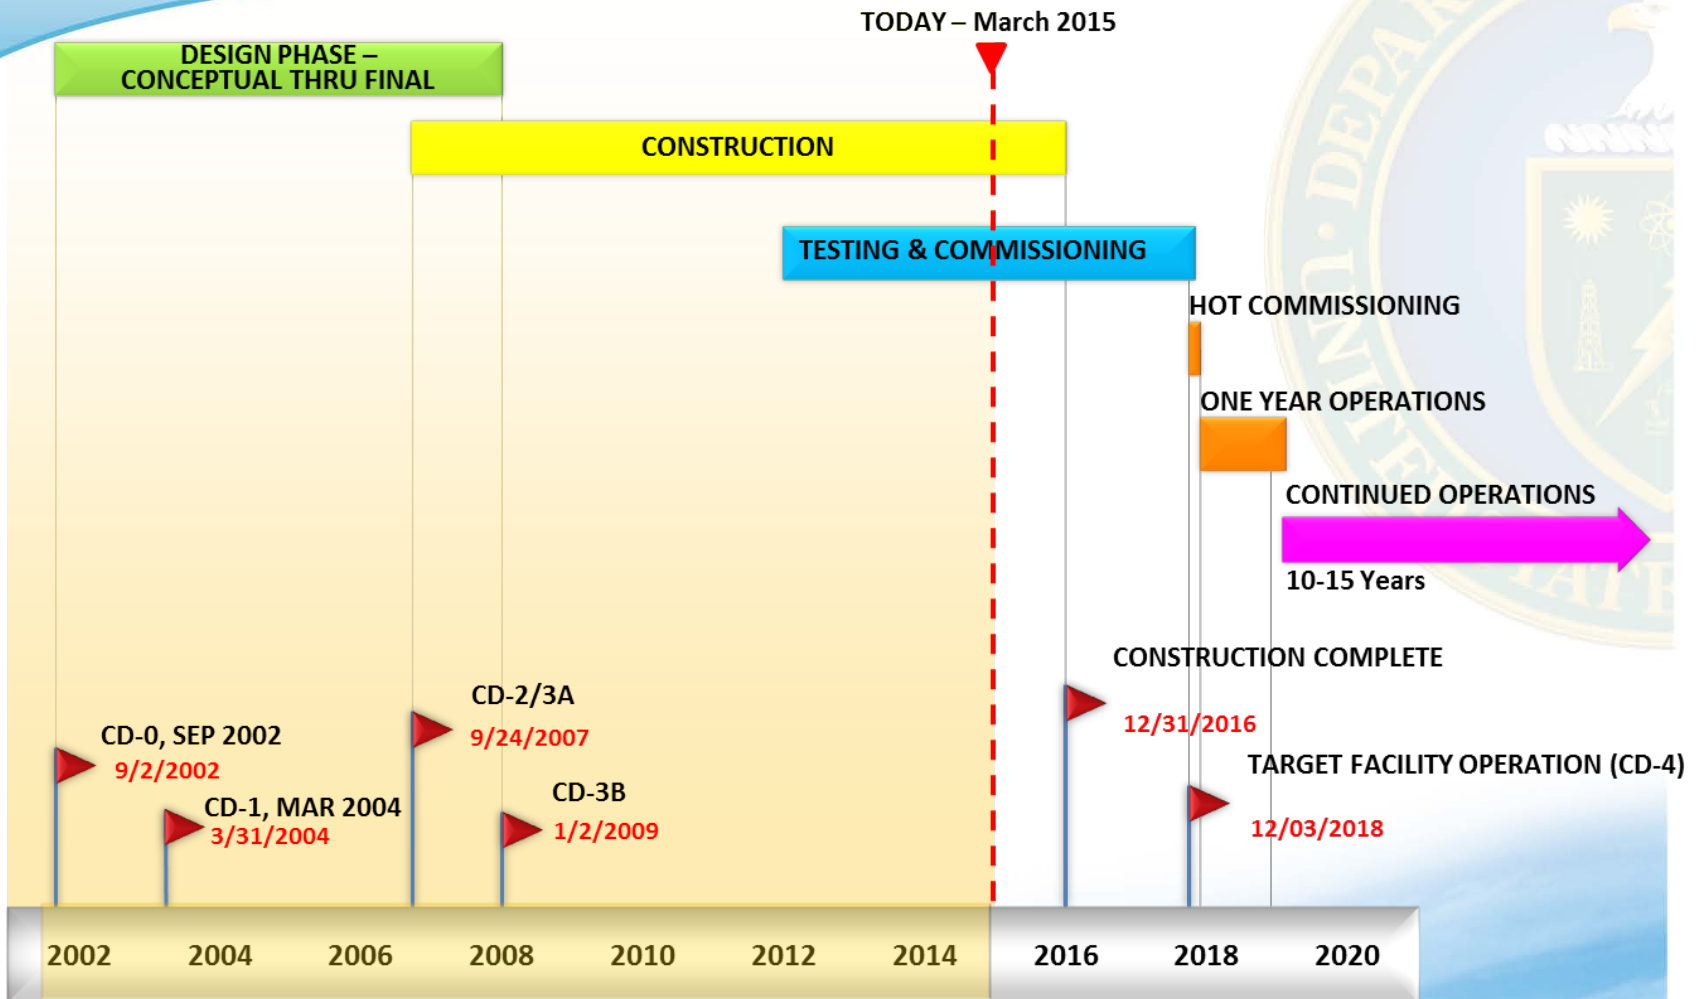 TODAY – March 2015
DESIGN PHASE –
CONCEPTUAL THRU FINAL
CONSTRUCTION
TESTING & COMMISSIONING
HOT COMMISSIONING
ONE YEAR OPERATIONS
CONTINUED OPERATIONS
10-15 Years
CONSTRUCTION COMPLETE
12/31/2016
CD-2/3A
9/24/2007
CD-0, SEP 2002
9/2/2002
TARGET FACILITY OPERATION (CD-4)
12/03/2018
CD-1, MAR 2004
3/31/2004
CD-3B
1/2/2009
2002 2004 2006 2008 2010 2012 2014 2016 2018 2020